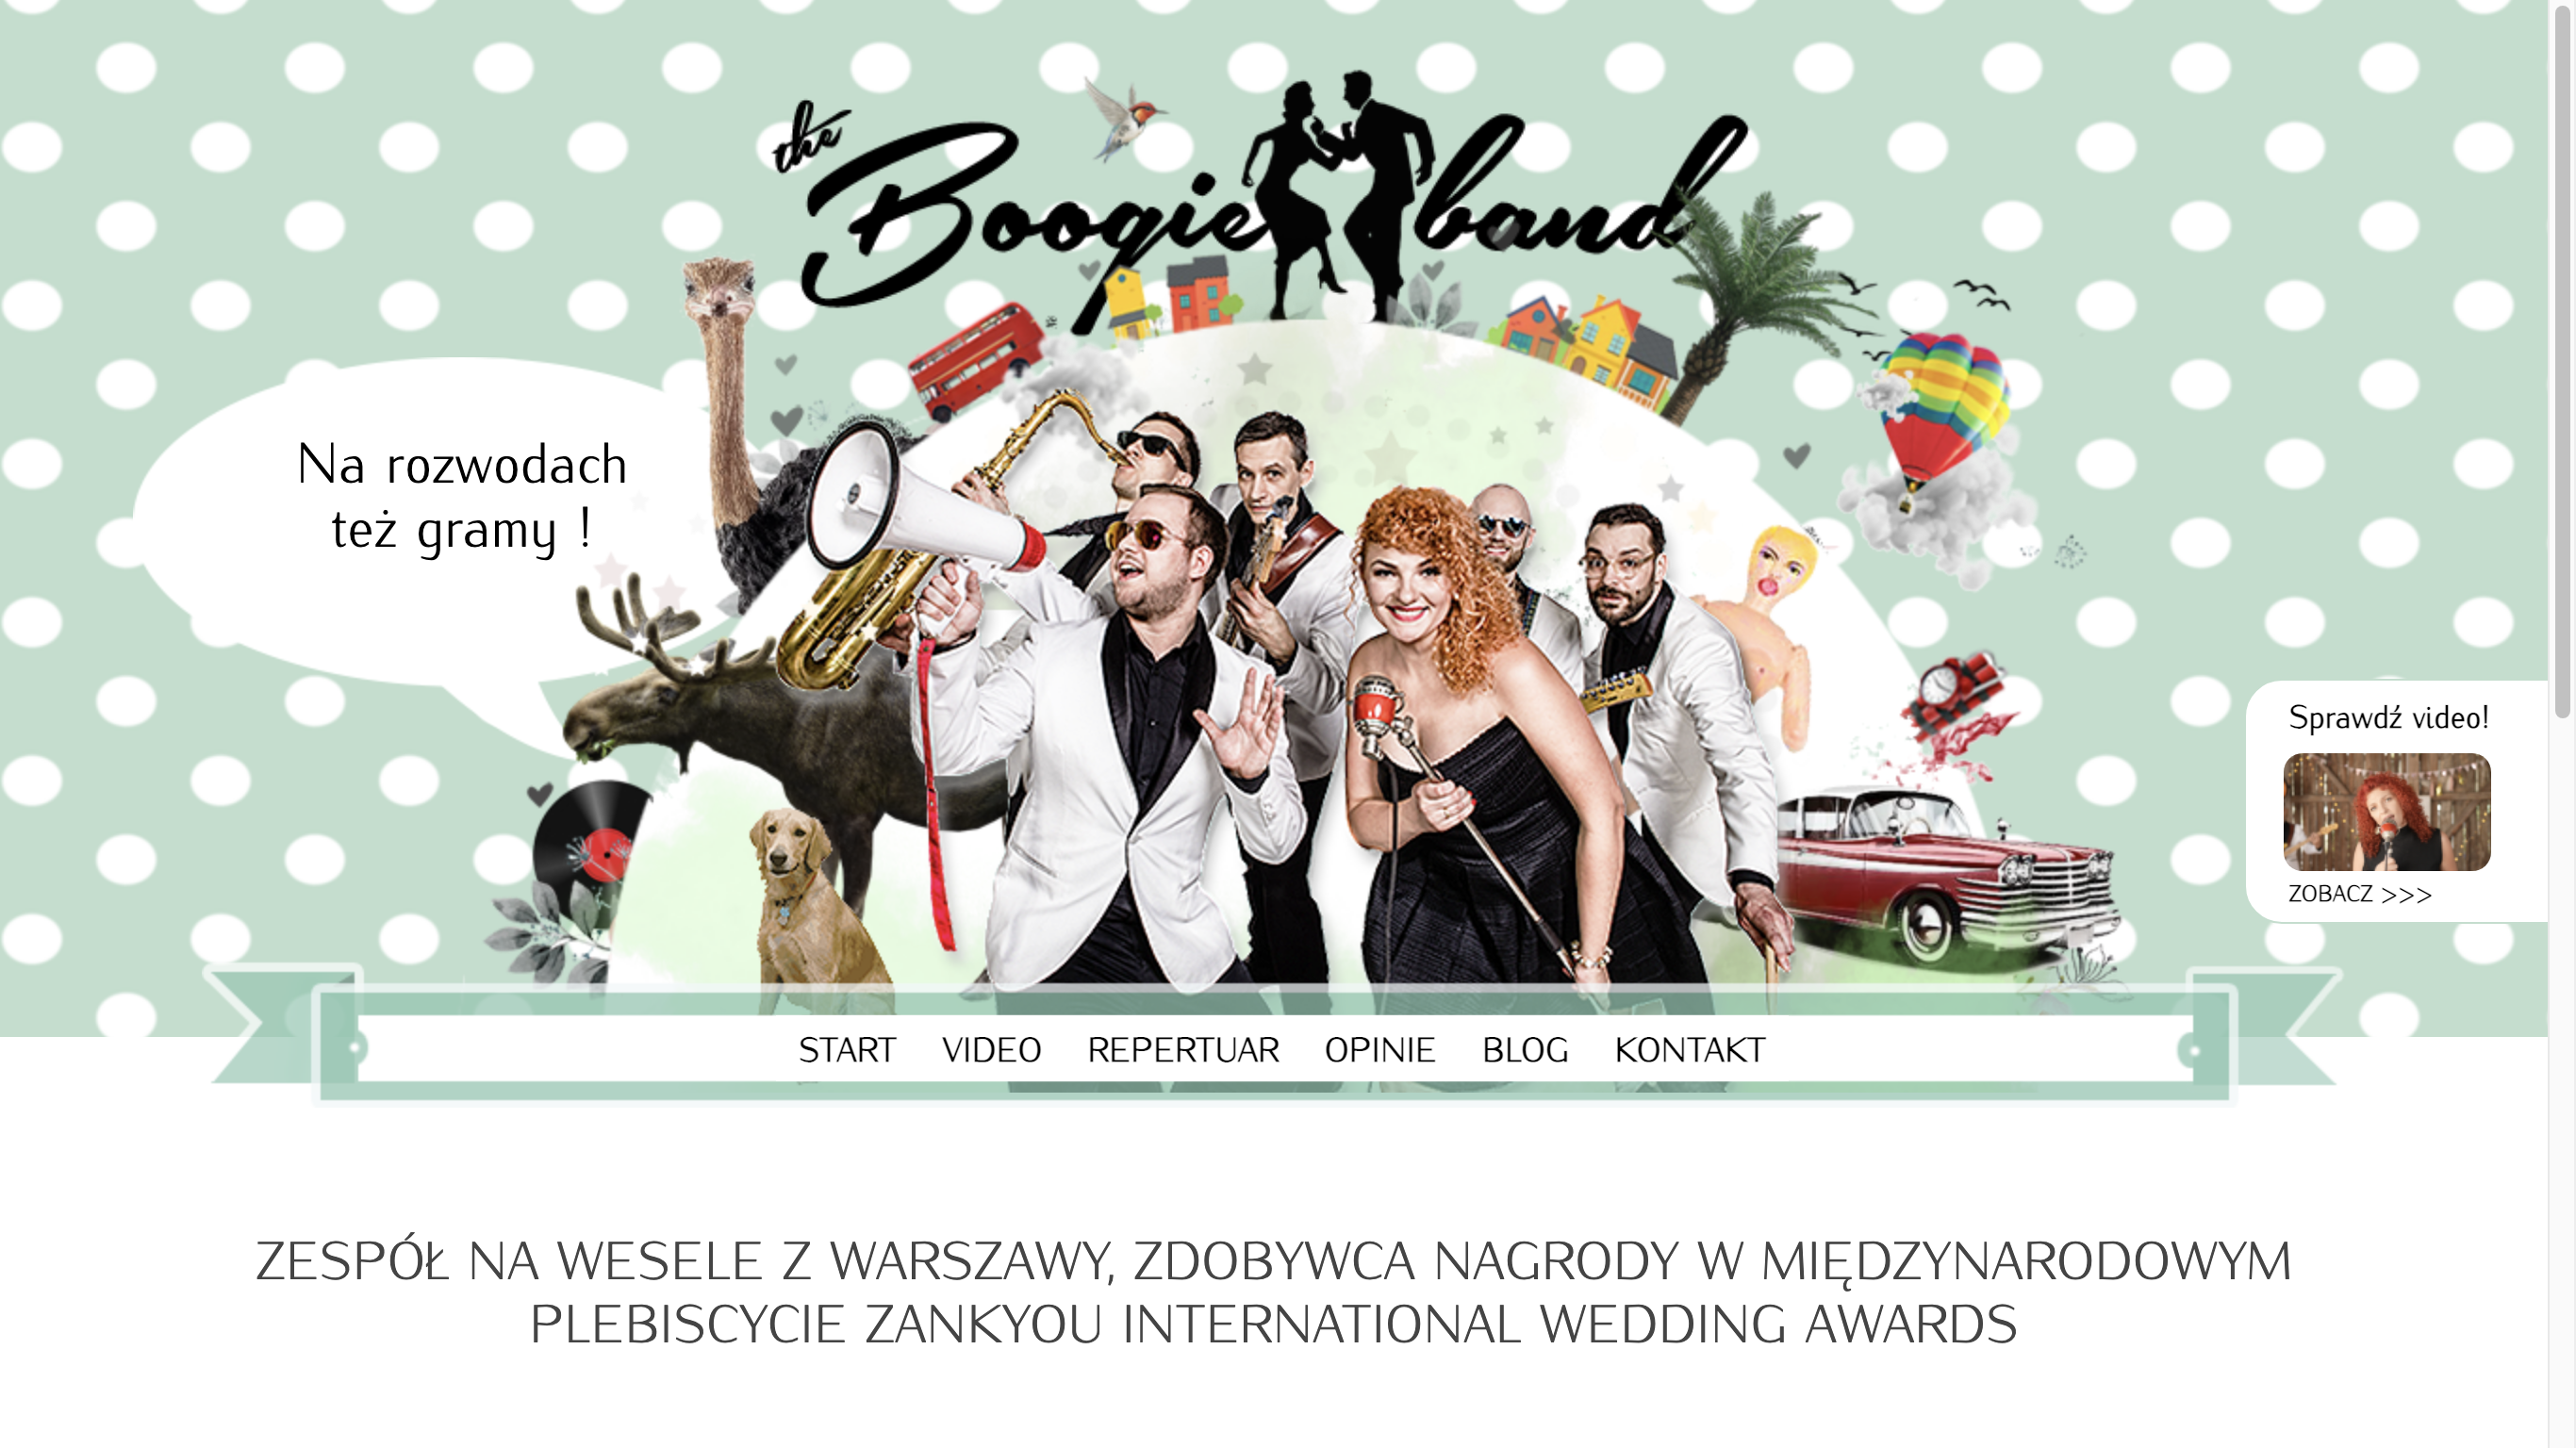 the
Boogie band
Na rozwodach
też gramy !
Sprawdź video!
ZOBACZ >>>
START VIDEO REPERTUAR OPINIE BLOG KONTAKT
ZESPÓŁ NA WESELE Z WARSZAWY, ZDOBYWCA NAGRODY W MIĘDZYNARODOWYM
PLEBISCYCIE ZANKYOU INTERNATIONAL WEDDING AWARDS